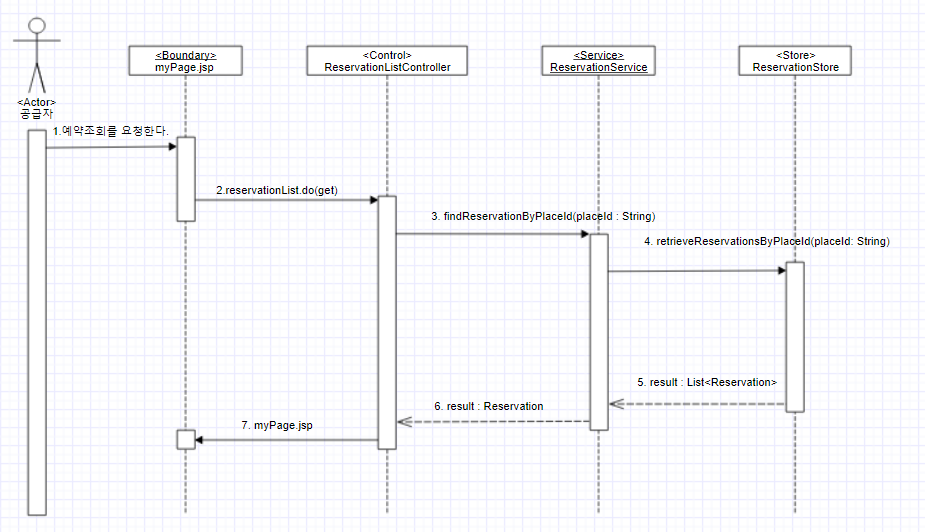 <Boundary>
myPage.jsp
<Control>
ReservationListController
<Service>
ReservationService
<Store>
ReservationStore
<Actor>
공급자
1.예약조회를 요청한다.
2.reservationList.do(get)
3. findReservationByPlaceId(placeId : String)
4. retrieveReservationsByPlaceId(placeId: String)
5. result : List<Reservation>
6. result : Reservation
7. myPage.jsp